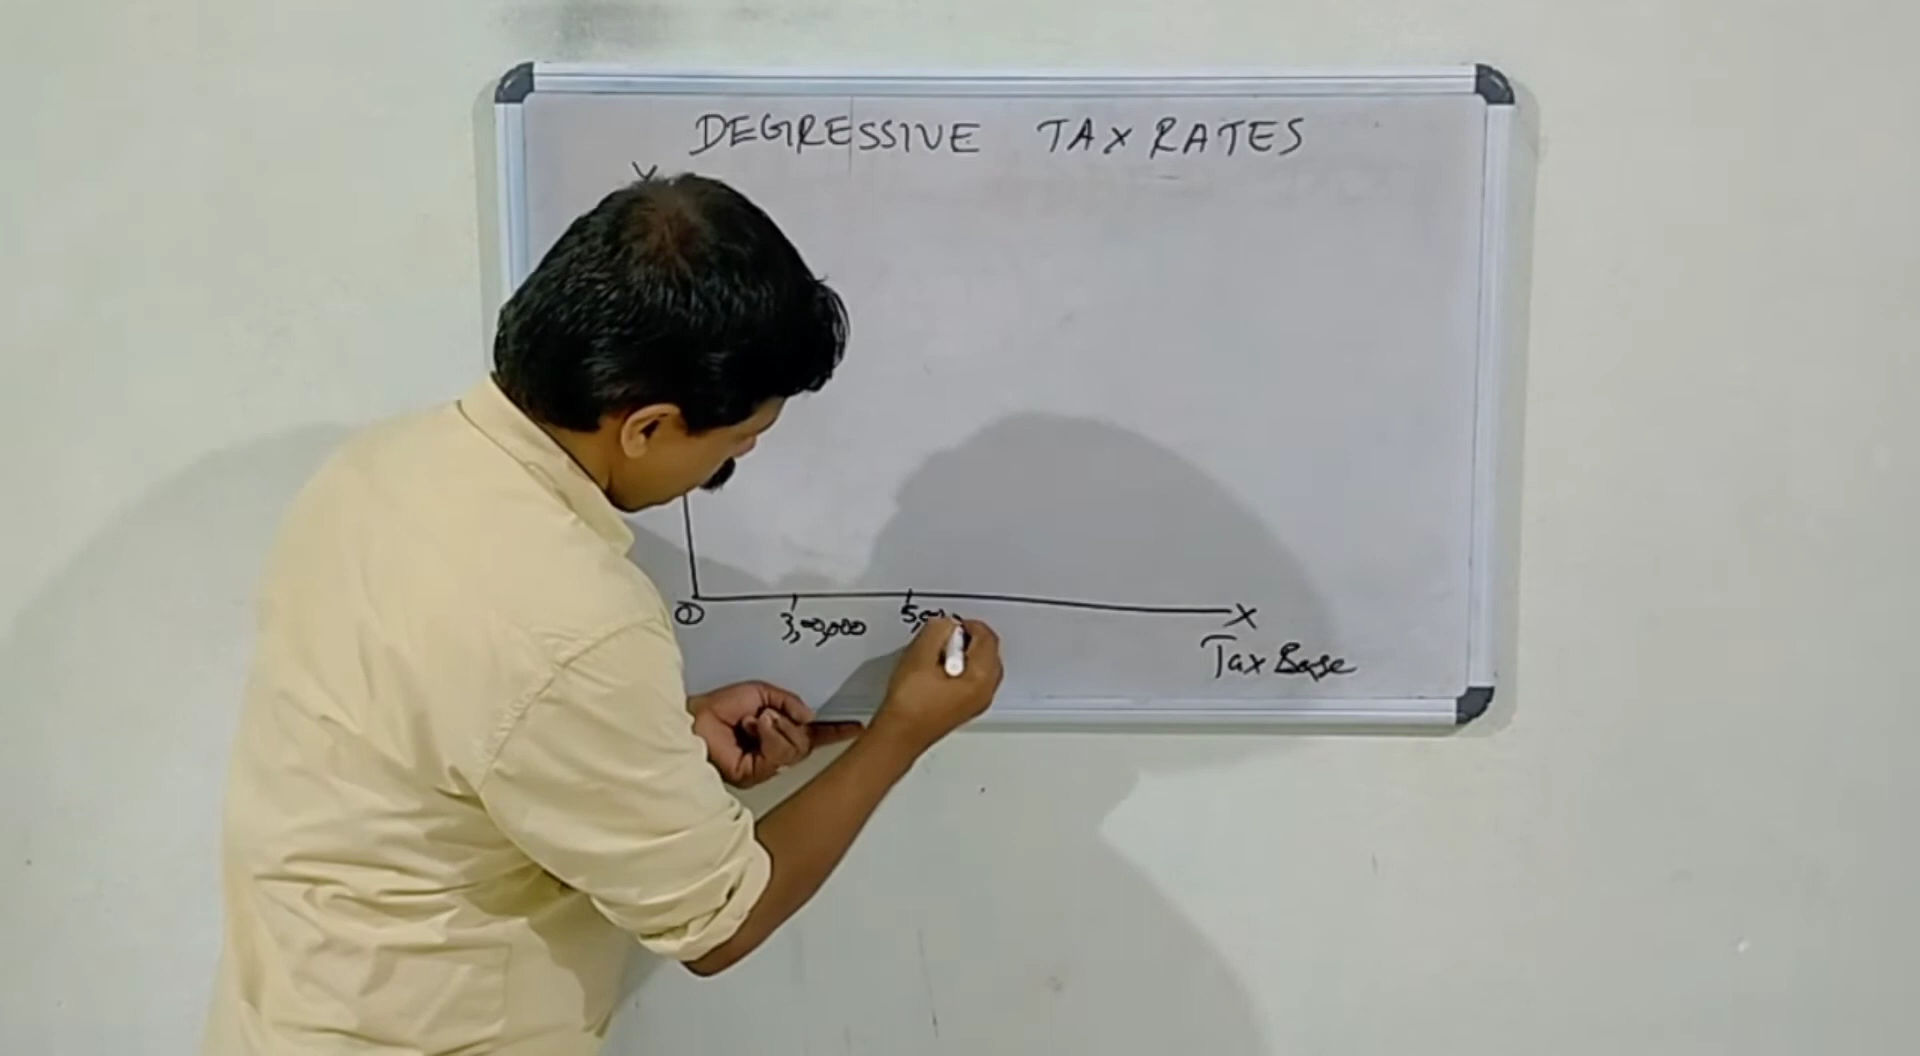 DEGRESSIVE TAX RATES
Y
0
3,00,000
X
Tax Base